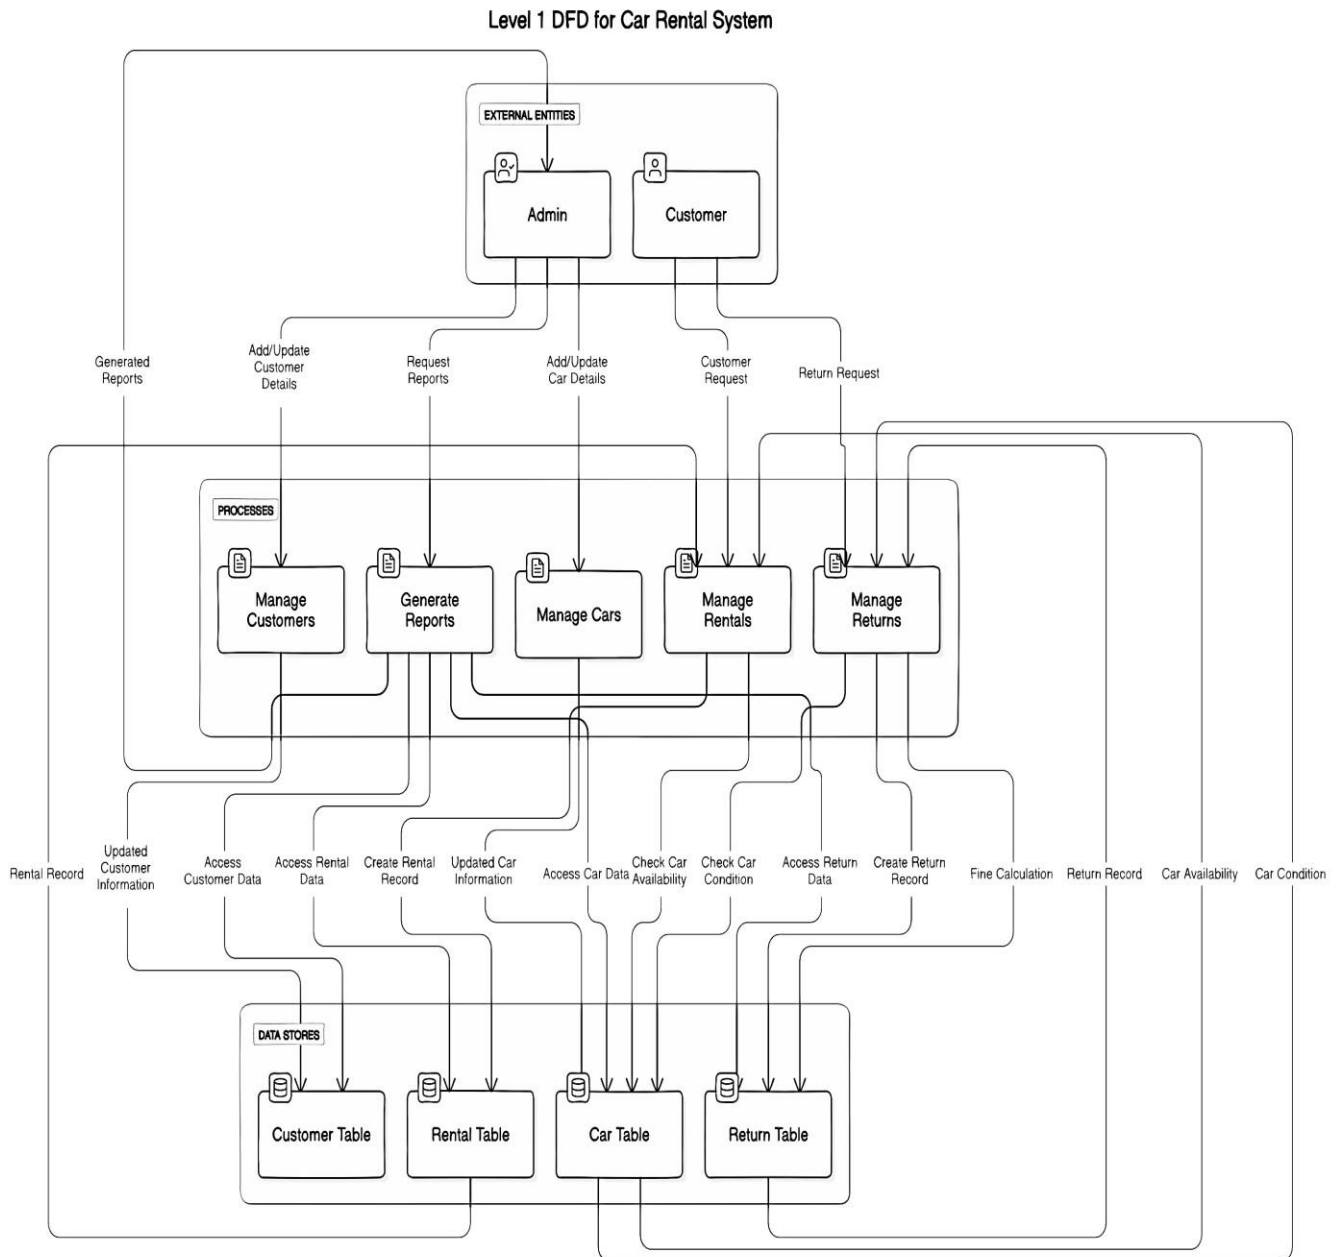 Level 1 DFD for Car Rental System
EXTERNAL ENTITIES
Admin
Customer
Generated
Reports
Add/Update
Customer
Details
Request
Reports
Add/Update
Car Details
Customer
Request
Return Request
PROCESSES
Manage
Customers
Generate
Reports
Manage Cars
Manage
Rentals
Manage
Returns
Rental Record
Updated
Customer
Information
Access
Customer Data
Access Rental
Data
Create Rental
Record
Updated Car
Information
Access Car Data
Check Car
Availability
Check Car
Condition
Access Return
Data
Create Return
Record
Fine Calculation
Return Record
Car Availability
Car Condition
DATA STORES
Customer Table
Rental Table
Car Table
Return Table